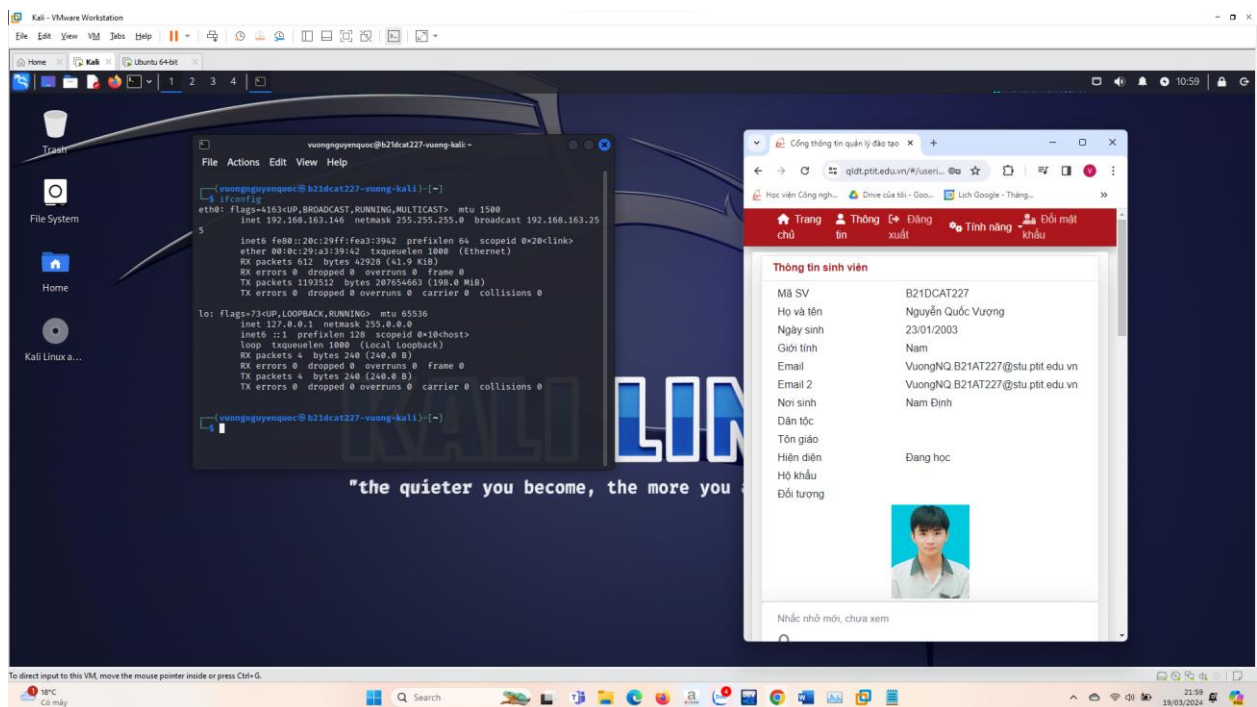 Kali - VMware Workstation
File Edit View VM Tabs Help
Home Kali Ubuntu 64-bit
1 2 3 4
10:59
Trash
File System
Home
Kali Linux a...
vuongnguyenquoc@b21dcat227-vuong-kali: ~
File Actions Edit View Help
(vuongnguyenquoc㉿b21dcat227-vuong-kali)-[~]
$ ifconfig
eth0: flags=4163<UP,BROADCAST,RUNNING,MULTICAST> mtu 1500
inet 192.168.163.146 netmask 255.255.255.0 broadcast 192.168.163.25
5
inet6 fe80::20c:29ff:fea3:3942 prefixlen 64 scopeid 0×20<link>
ether 00:0c:29:a3:39:42 txqueuelen 1000 (Ethernet)
RX packets 612 bytes 42928 (41.9 KiB)
RX errors 0 dropped 0 overruns 0 frame 0
TX packets 1193512 bytes 207654663 (198.0 MiB)
TX errors 0 dropped 0 overruns 0 carrier 0 collisions 0
lo: flags=73<UP,LOOPBACK,RUNNING> mtu 65536
inet 127.0.0.1 netmask 255.0.0.0
inet6 ::1 prefixlen 128 scopeid 0×10<host>
loop txqueuelen 1000 (Local Loopback)
RX packets 4 bytes 240 (240.0 B)
RX errors 0 dropped 0 overruns 0 frame 0
TX packets 4 bytes 240 (240.0 B)
TX errors 0 dropped 0 overruns 0 carrier 0 collisions 0
(vuongnguyenquoc㉿b21dcat227-vuong-kali)-[~]
$
KALI LIN
"the quieter you become, the more you a
Cổng thông tin quản lý đào tạo
qldt.ptit.edu.vn/#/useri...
Học viện Công ngh... Drive của tôi - Goo... Lịch Google - Tháng...
Trang chủ Thông tin Đăng xuất Tính năng Đổi mật khẩu
Thông tin sinh viên
Mã SV B21DCAT227
Họ và tên Nguyễn Quốc Vượng
Ngày sinh 23/01/2003
Giới tính Nam
Email VuongNQ.B21AT227@stu.ptit.edu.vn
Email 2 VuongNQ.B21AT227@stu.ptit.edu.vn
Nơi sinh Nam Định
Dân tộc
Tôn giáo
Hiện diện Đang học
Hộ khẩu
Đối tượng
Nhắc nhở mới, chưa xem
To direct input to this VM, move the mouse pointer inside or press Ctrl+G.
1
18°C
Có mây
Search
21:59
19/03/2024